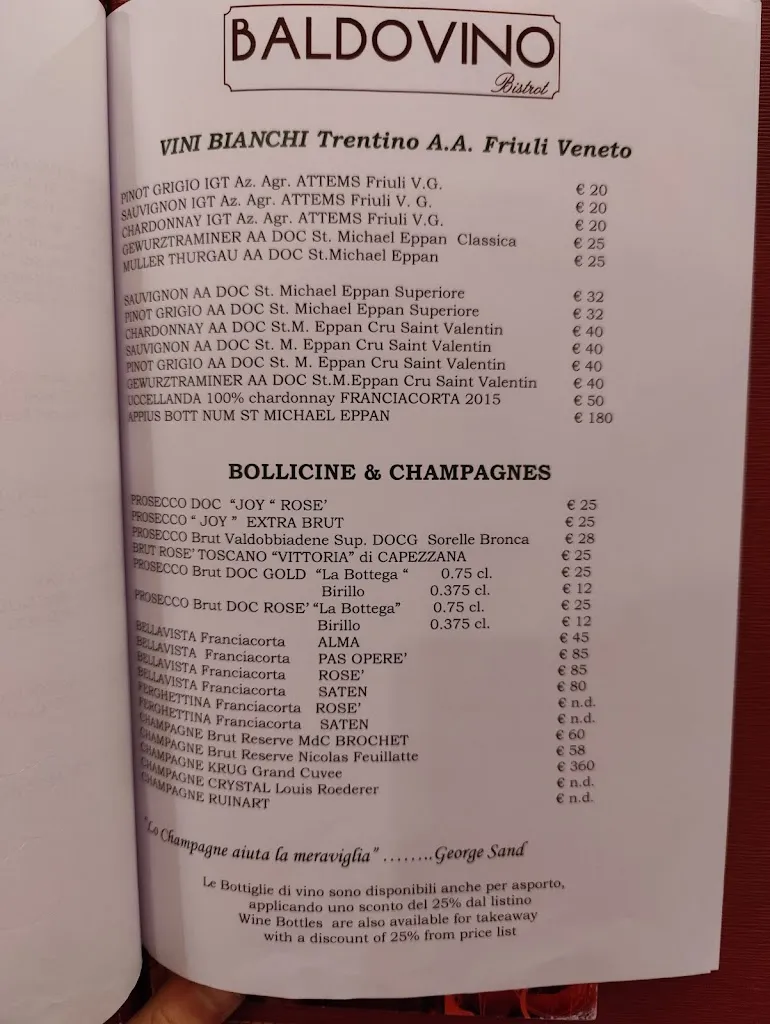 BALDOVINO
Bistrot
VINI BIANCHI Trentino A.A. Friuli Veneto
PINOT GRIGIO IGT Az. Agr. ATTEMS Friuli V.G. € 20
SAUVIGNON IGT Az. Agr. ATTEMS Friuli V. G. € 20
CHARDONNAY IGT Az. Agr. ATTEMS Friuli V.G. € 20
GEWURZTRAMINER AA DOC St. Michael Eppan Classica € 25
MULLER THURGAU AA DOC St.Michael Eppan € 25
SAUVIGNON AA DOC St. Michael Eppan Superiore € 32
PINOT GRIGIO AA DOC St. Michael Eppan Superiore € 32
CHARDONNAY AA DOC St.M. Eppan Cru Saint Valentin € 40
SAUVIGNON AA DOC St. M. Eppan Cru Saint Valentin € 40
PINOT GRIGIO AA DOC St. M. Eppan Cru Saint Valentin € 40
GEWURZTRAMINER AA DOC St.M.Eppan Cru Saint Valentin € 40
UCCELLANDA 100% chardonnay FRANCIACORTA 2015 € 50
APPIUS BOTT NUM ST MICHAEL EPPAN € 180
BOLLICINE & CHAMPAGNES
PROSECCO DOC "JOY " ROSE' € 25
PROSECCO " JOY " EXTRA BRUT € 25
PROSECCO Brut Valdobbiadene Sup. DOCG Sorelle Bronca € 28
BRUT ROSE' TOSCANO "VITTORIA" di CAPEZZANA € 25
PROSECCO Brut DOC GOLD "La Bottega " 0.75 cl. € 25
Birillo 0.375 cl. € 12
PROSECCO Brut DOC ROSE' "La Bottega" 0.75 cl. € 25
Birillo 0.375 cl. € 12
BELLAVISTA Franciacorta ALMA € 45
BELLAVISTA Franciacorta PAS OPERE' € 85
BELLAVISTA Franciacorta ROSE' € 85
BELLAVISTA Franciacorta SATEN € 80
FERGHETTINA Franciacorta ROSE' € n.d.
FERGHETTINA Franciacorta SATEN € n.d.
CHAMPAGNE Brut Reserve MdC BROCHET € 60
CHAMPAGNE Brut Reserve Nicolas Feuillatte € 58
CHAMPAGNE KRUG Grand Cuvee € 360
CHAMPAGNE CRYSTAL Louis Roederer € n.d.
CHAMPAGNE RUINART € n.d.
"Lo Champagne aiuta la meraviglia" ........George Sand
Le Bottiglie di vino sono disponibili anche per asporto,
applicando uno sconto del 25% dal listino
Wine Bottles are also available for takeaway
with a discount of 25% from price list